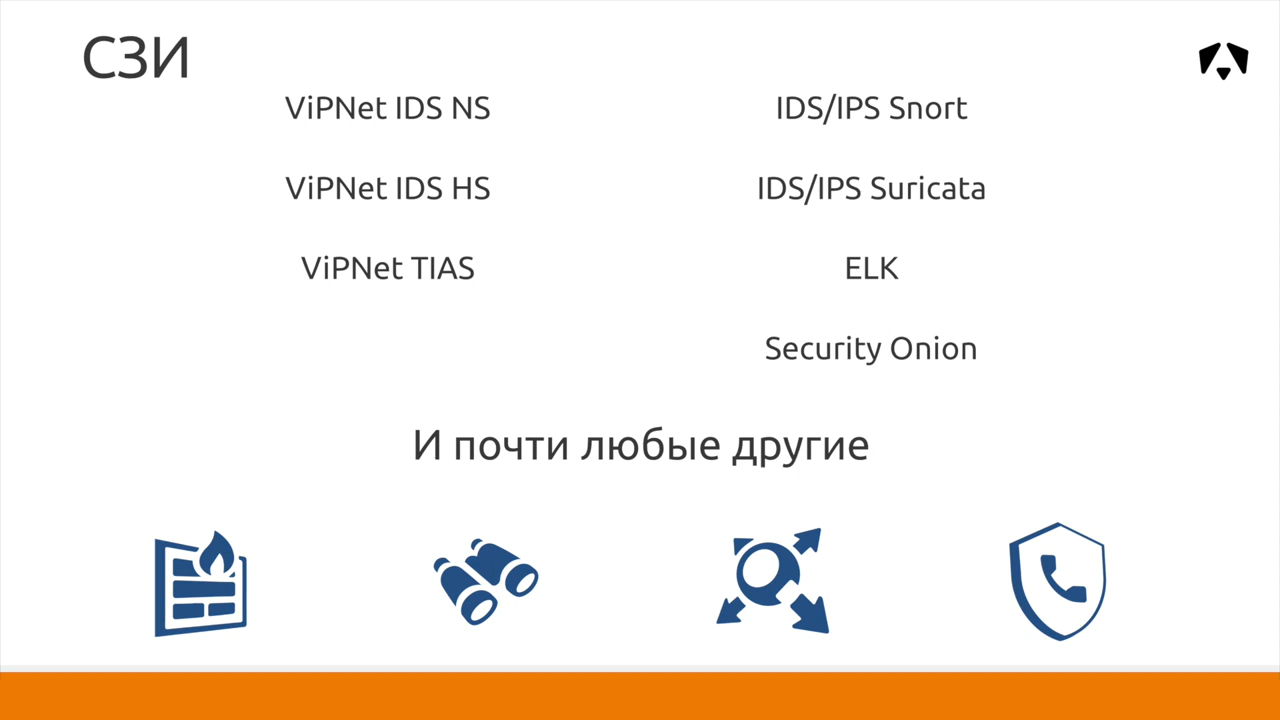 СЗИ
ViPNet IDS NS
ViPNet IDS HS
ViPNet TIAS
IDS/IPS Snort
IDS/IPS Suricata
ELK
Security Onion
И почти любые другие